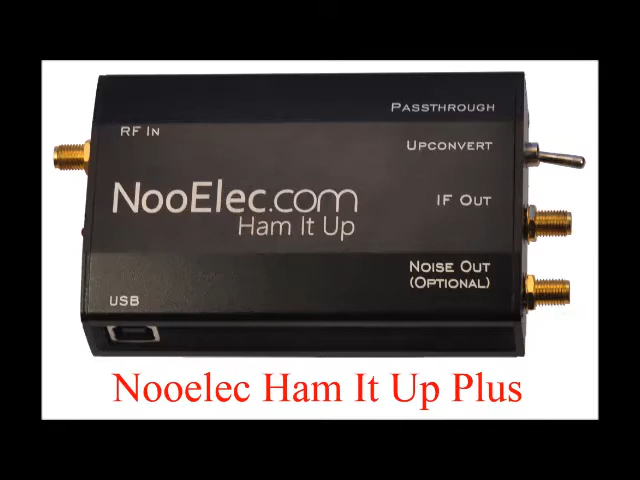 PASSTHROUGH
RF IN
UPCONVERT
NooElec.com
IF OUT
Ham It Up
NOISE OUT
(OPTIONAL)
USB
Nooelec Ham It Up Plus